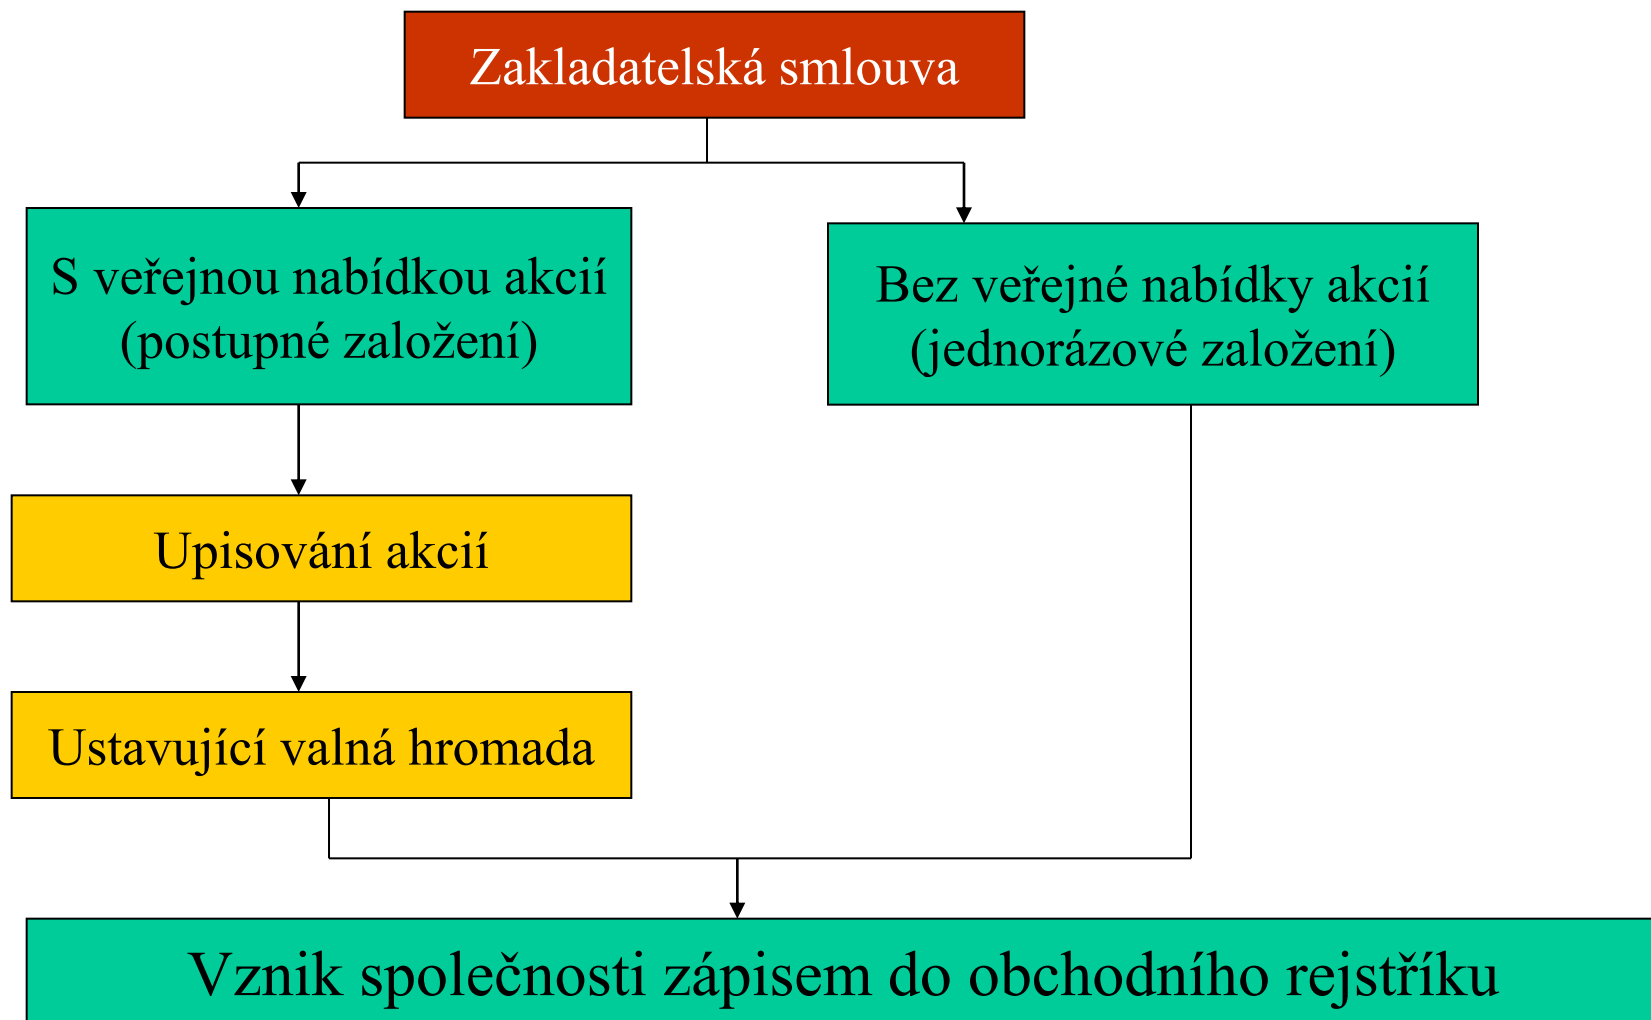 Zakladatelská smlouva
S veřejnou nabídkou akcií
(postupné založení)
Bez veřejné nabídky akcií
(jednorázové založení)
Upisování akcií
Ustavující valná hromada
Vznik společnosti zápisem do obchodního rejstříku